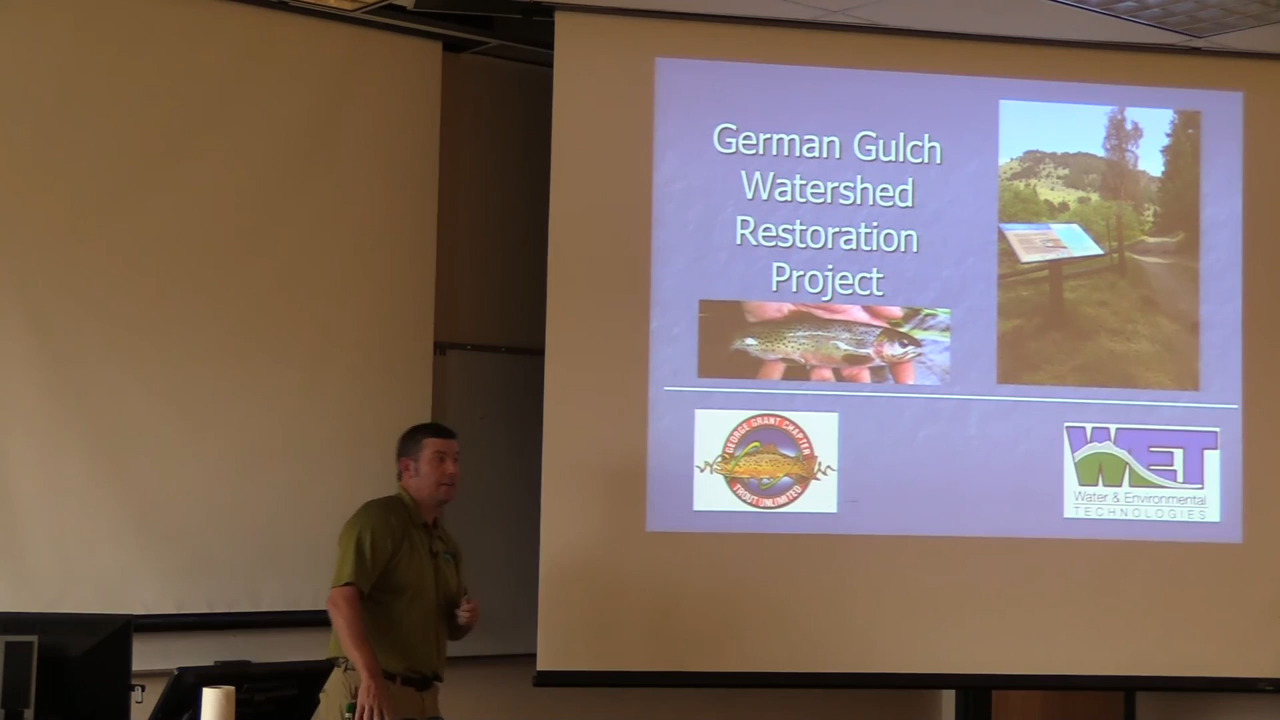 German Gulch
Watershed
Restoration
Project
GEORGE GRANT CHAPTER
TROUT UNLIMITED
WET
Water & Environmental
TECHNOLOGIES